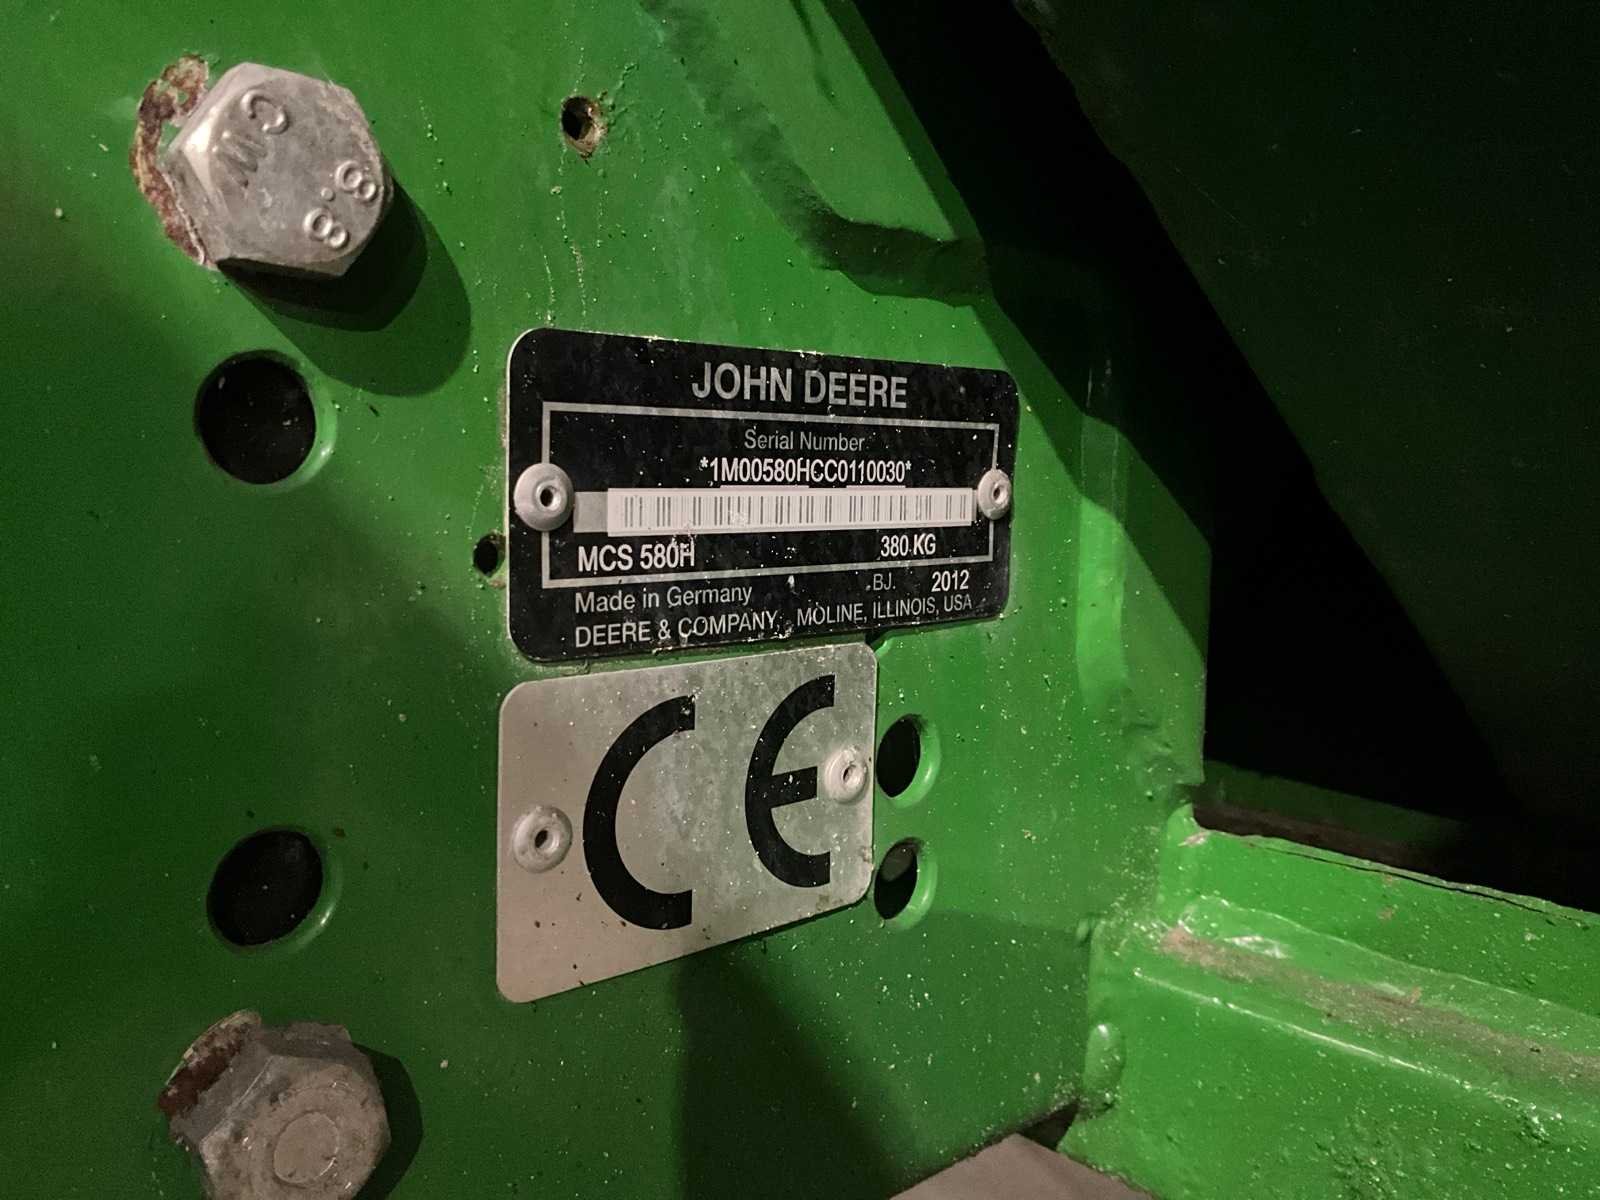 CM
8.8
JOHN DEERE
Serial Number
*1M00580HCC0110030*
MCS 580H 380 KG
Made in Germany BJ. 2012
DEERE & COMPANY, MOLINE, ILLINOIS, USA
CE